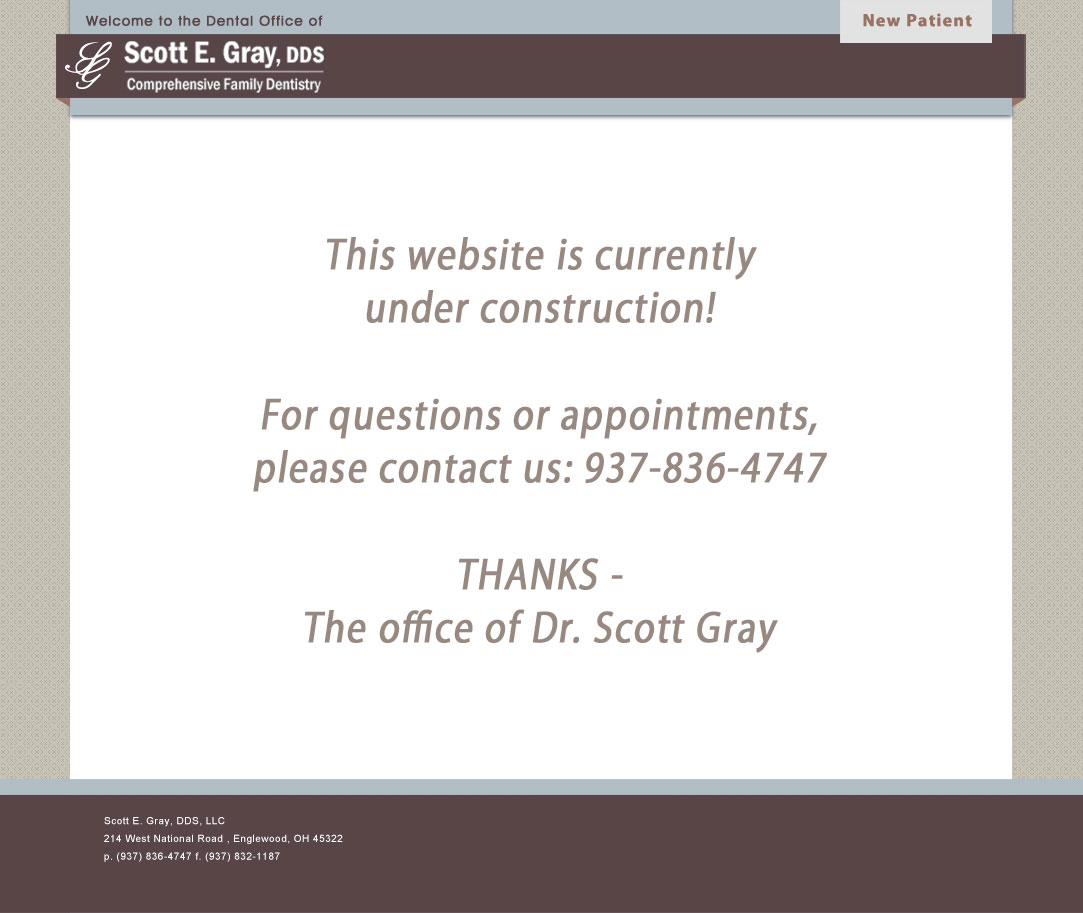 Welcome to the Dental Office of
New Patient
Scott E. Gray, DDS
Comprehensive Family Dentistry
This website is currently
under construction!
For questions or appointments,
please contact us: 937-836-4747
THANKS -
The office of Dr. Scott Gray
Scott E. Gray, DDS, LLC
214 West National Road , Englewood, OH 45322
p. (937) 836-4747 f. (937) 832-1187